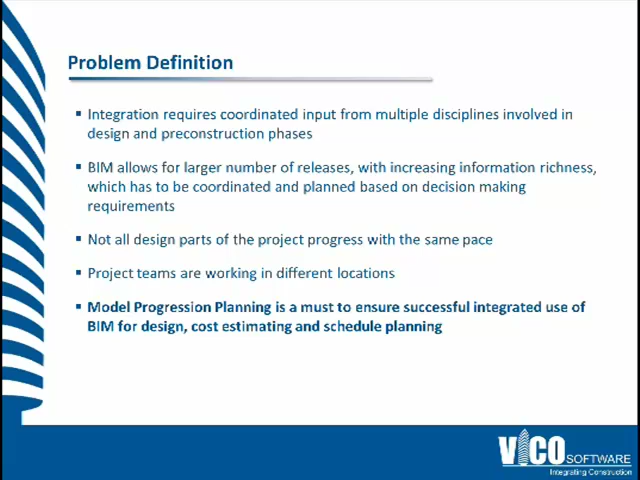 Problem Definition
Integration requires coordinated input from multiple disciplines involved in
design and preconstruction phases
BIM allows for larger number of releases, with increasing information richness,
which has to be coordinated and planned based on decision making
requirements
Not all design parts of the project progress with the same pace
Project teams are working in different locations
Model Progression Planning is a must to ensure successful integrated use of
BIM for design, cost estimating and schedule planning
VICO SOFTWARE
Integrating Construction